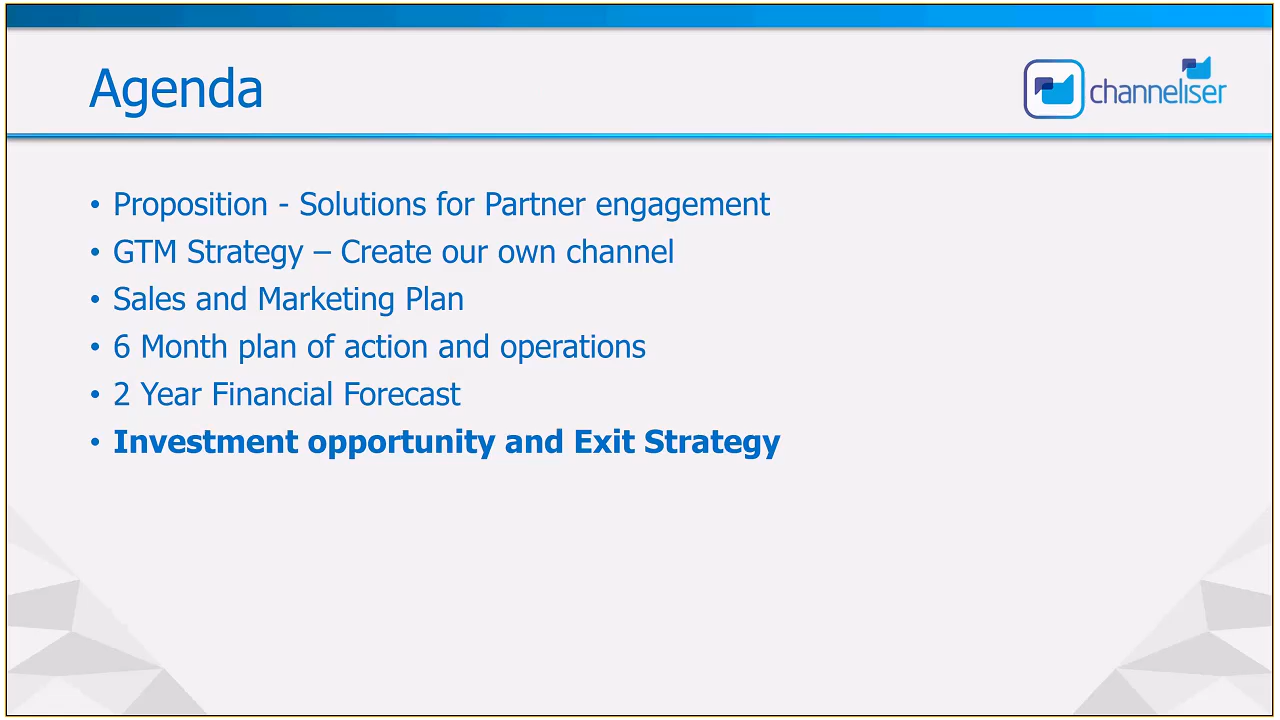 Agenda
channeliser
• Proposition - Solutions for Partner engagement
• GTM Strategy – Create our own channel
• Sales and Marketing Plan
• 6 Month plan of action and operations
• 2 Year Financial Forecast
• Investment opportunity and Exit Strategy